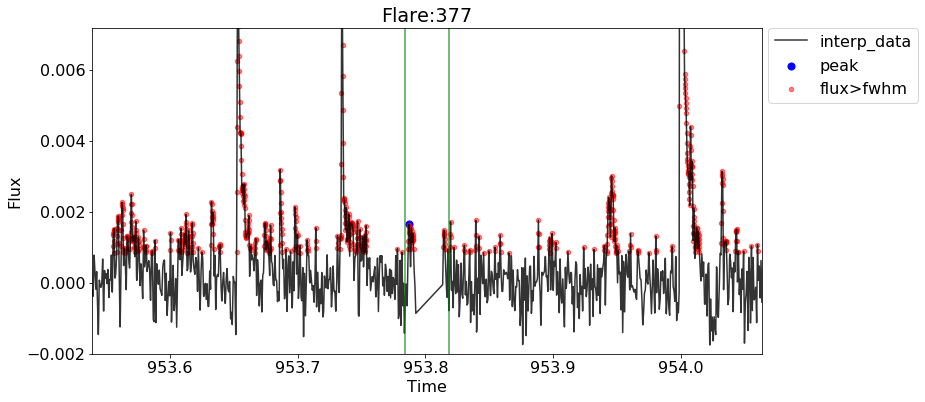 Flare:377
interp_data
peak
flux>fwhm
Flux
0.006
0.004
0.002
0.000
−0.002
953.6 953.7 953.8 953.9 954.0
Time